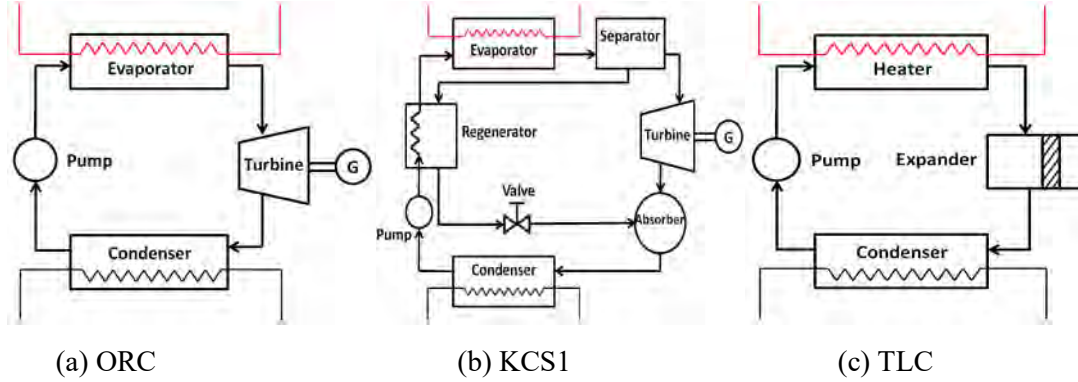 Evaporator
Pump
Turbine
G
Condenser
(a) ORC
Evaporator
Separator
Regenerator
Turbine
G
Valve
Absorber
Pump
Condenser
(b) KCS1
Heater
Pump
Expander
Condenser
(c) TLC